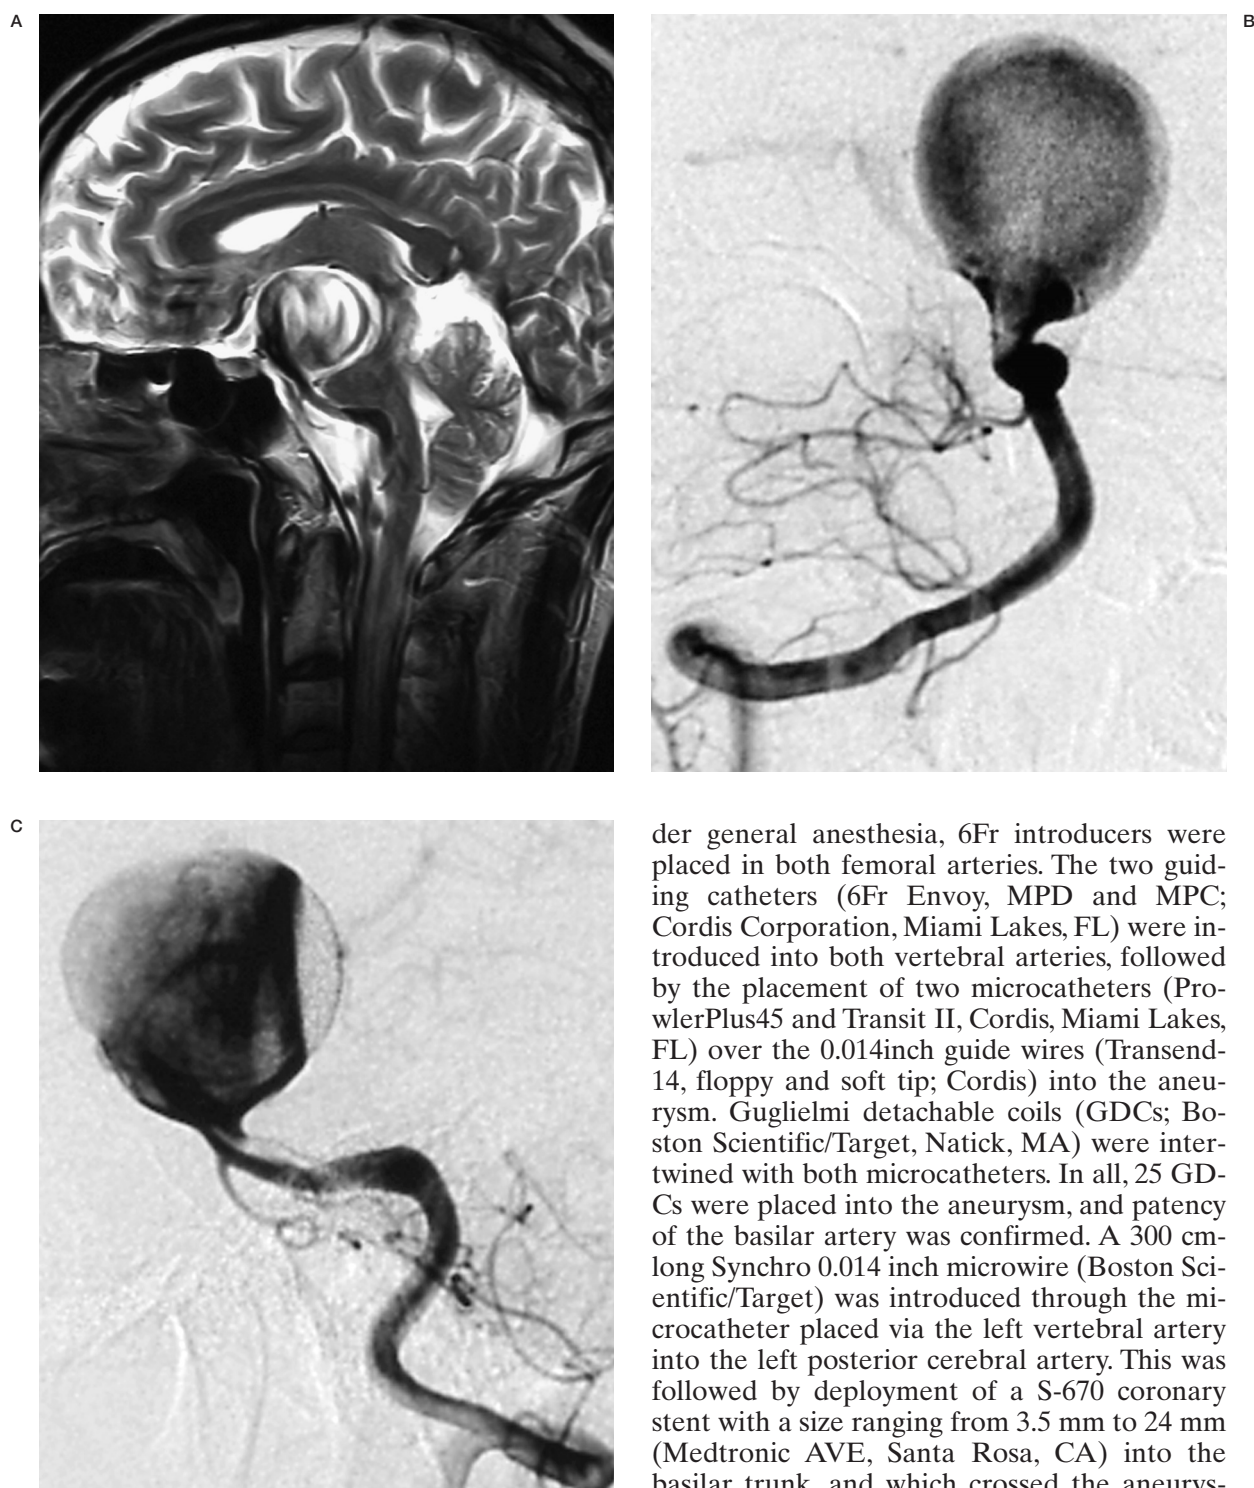 A
B
C
der general anesthesia, 6Fr introducers were
placed in both femoral arteries. The two guid-
ing catheters (6Fr Envoy, MPD and MPC;
Cordis Corporation, Miami Lakes, FL) were in-
troduced into both vertebral arteries, followed
by the placement of two microcatheters (Pro-
wlerPlus45 and Transit II, Cordis, Miami Lakes,
FL) over the 0.014inch guide wires (Transend-
14, floppy and soft tip; Cordis) into the aneu-
rysm. Guglielmi detachable coils (GDCs; Bo-
ston Scientific/Target, Natick, MA) were inter-
twined with both microcatheters. In all, 25 GD-
Cs were placed into the aneurysm, and patency
of the basilar artery was confirmed. A 300 cm-
long Synchro 0.014 inch microwire (Boston Sci-
entific/Target) was introduced through the mi-
crocatheter placed via the left vertebral artery
into the left posterior cerebral artery. This was
followed by deployment of a S-670 coronary
stent with a size ranging from 3.5 mm to 24 mm
(Medtronic AVE, Santa Rosa, CA) into the
basilar trunk, and which crossed the aneurys-